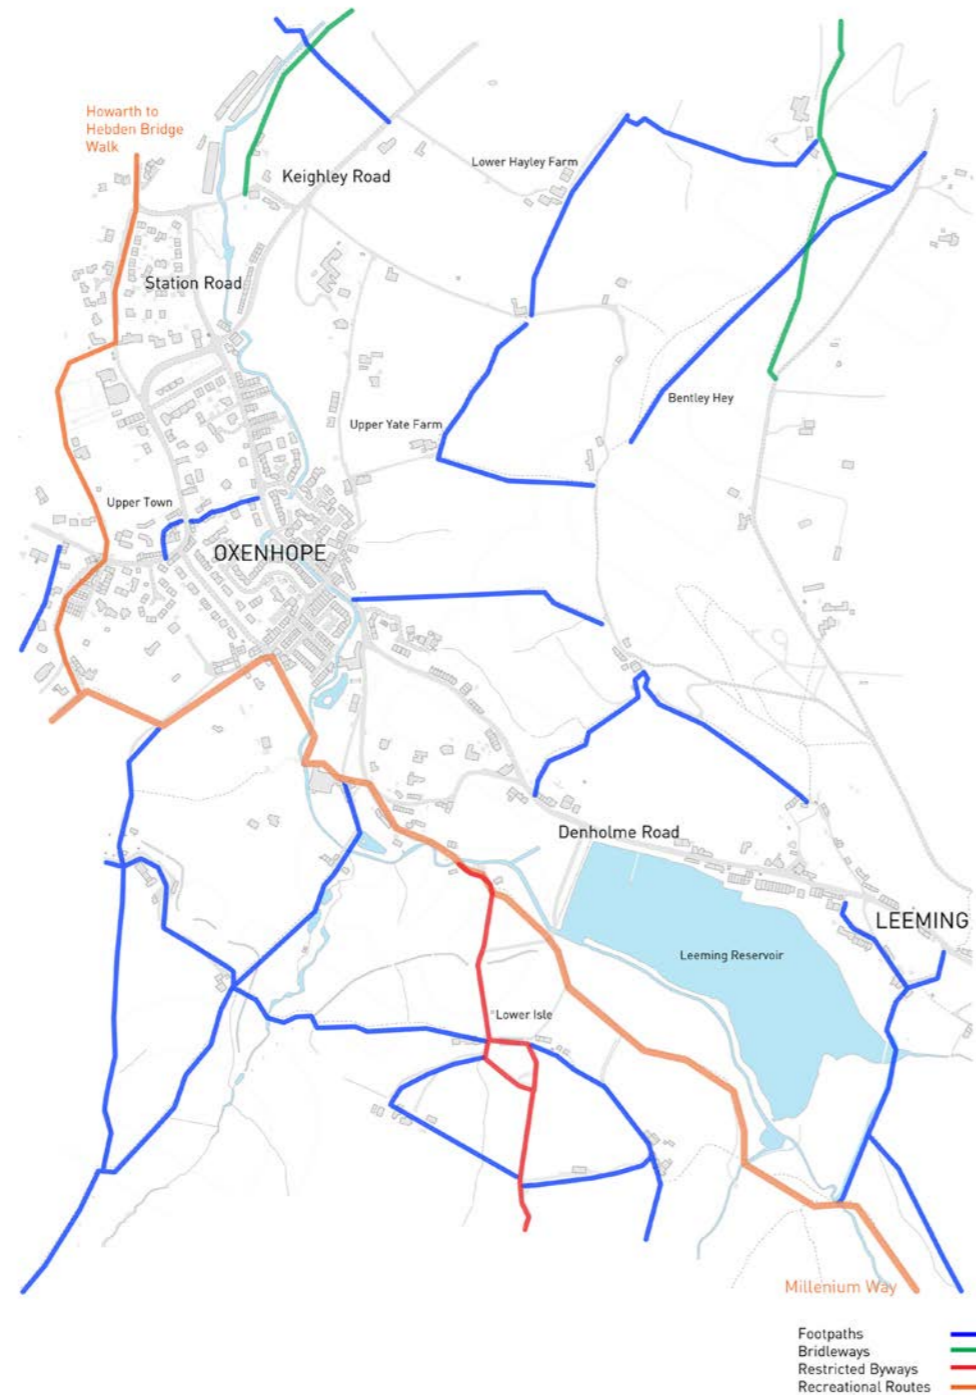 Howarth to
Hebden Bridge
Walk
Keighley Road
Lower Hayley Farm
Station Road
Bentley Hey
Upper Yate Farm
Upper Town
OXENHOPE
Denholme Road
LEEMING
Leeming Reservoir
Lower Isle
Millenium Way
Footpaths
Bridleways
Restricted Byways
Recreational Routes